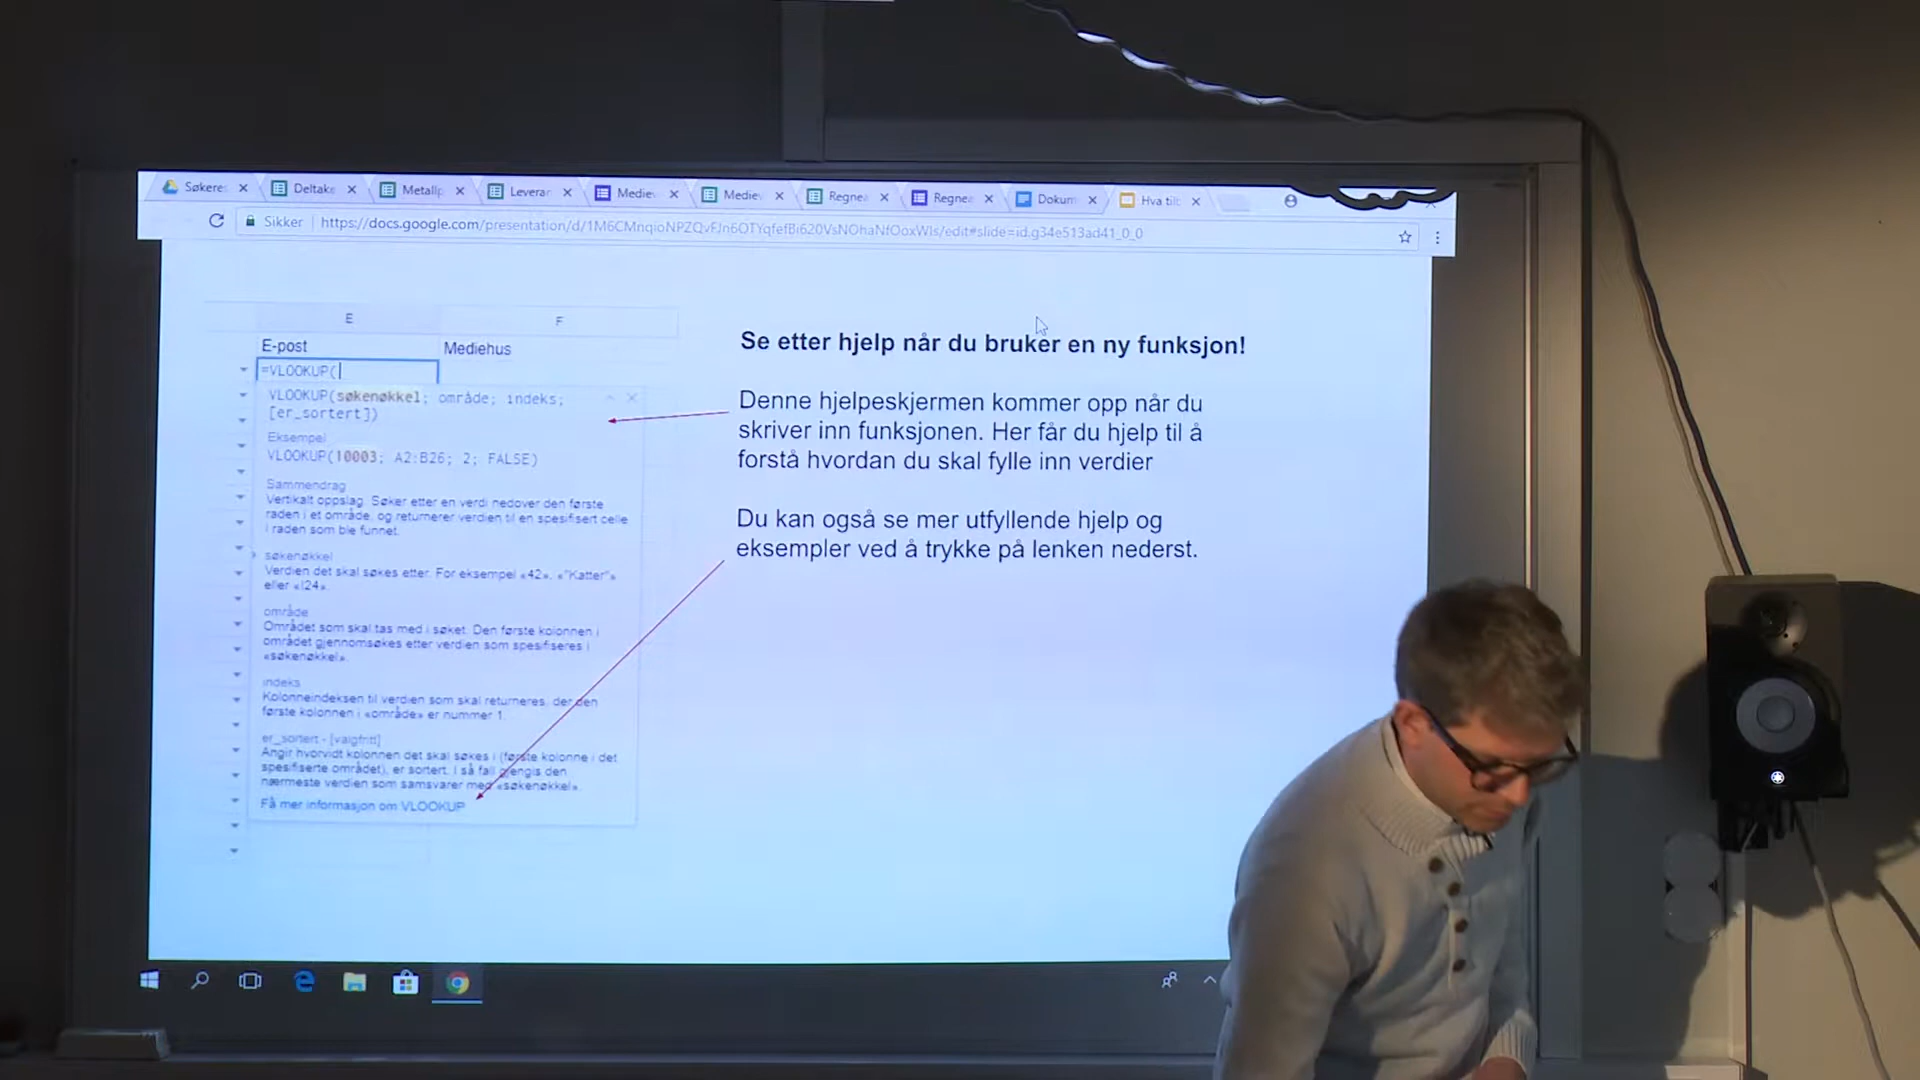 Søkere
Deltake
Metallp
Leverar
Mediev
Mediev
Regnea
Regnea
Dokum
Hva tilb
Sikker
https://docs.google.com/presentation/d/1M6CMnqioNPZQvFJn6OTYqfefBi620VsNOhaNfOoxWls/edit#slide=id.g34e513ad41_0_0
E
F
E-post
Mediehus
=VLOOKUP(
VLOOKUP(søkenøkkel; område; indeks;
[er_sortert])
Eksempel
VLOOKUP(10003; A2:B26; 2; FALSE)
Sammendrag
Vertikalt oppslag. Søker etter en verdi nedover den første
raden i et område, og returnerer verdien til en spesifisert celle
i raden som ble funnet.
søkenøkkel
Verdien det skal søkes etter. For eksempel «42», «"Katter"»
eller «I24».
område
Området som skal tas med i søket. Den første kolonnen i
området gjennomsøkes etter verdien som spesifiseres i
«søkenøkkel».
indeks
Kolonneindeksen til verdien som skal returneres, der den
første kolonnen i «område» er nummer 1.
er_sortert - [valgfritt]
Angir hvorvidt kolonnen det skal søkes i (første kolonne i det
spesifiserte området), er sortert. I så fall gjengis den
nærmeste verdien som samsvarer med «søkenøkkel».
Få mer informasjon om VLOOKUP
Se etter hjelp når du bruker en ny funksjon!
Denne hjelpeskjermen kommer opp når du
skriver inn funksjonen. Her får du hjelp til å
forstå hvordan du skal fylle inn verdier
Du kan også se mer utfyllende hjelp og
eksempler ved å trykke på lenken nederst.